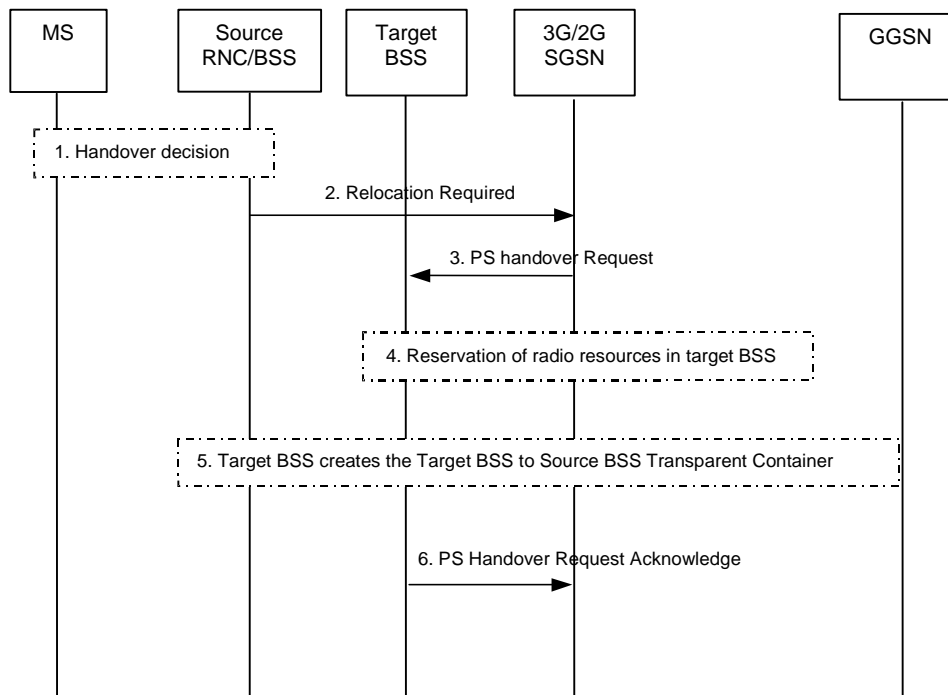 MS
Source
RNC/BSS
Target
BSS
3G/2G
SGSN
GGSN
1. Handover decision
2. Relocation Required
3. PS handover Request
4. Reservation of radio resources in target BSS
5. Target BSS creates the Target BSS to Source BSS Transparent Container
6. PS Handover Request Acknowledge